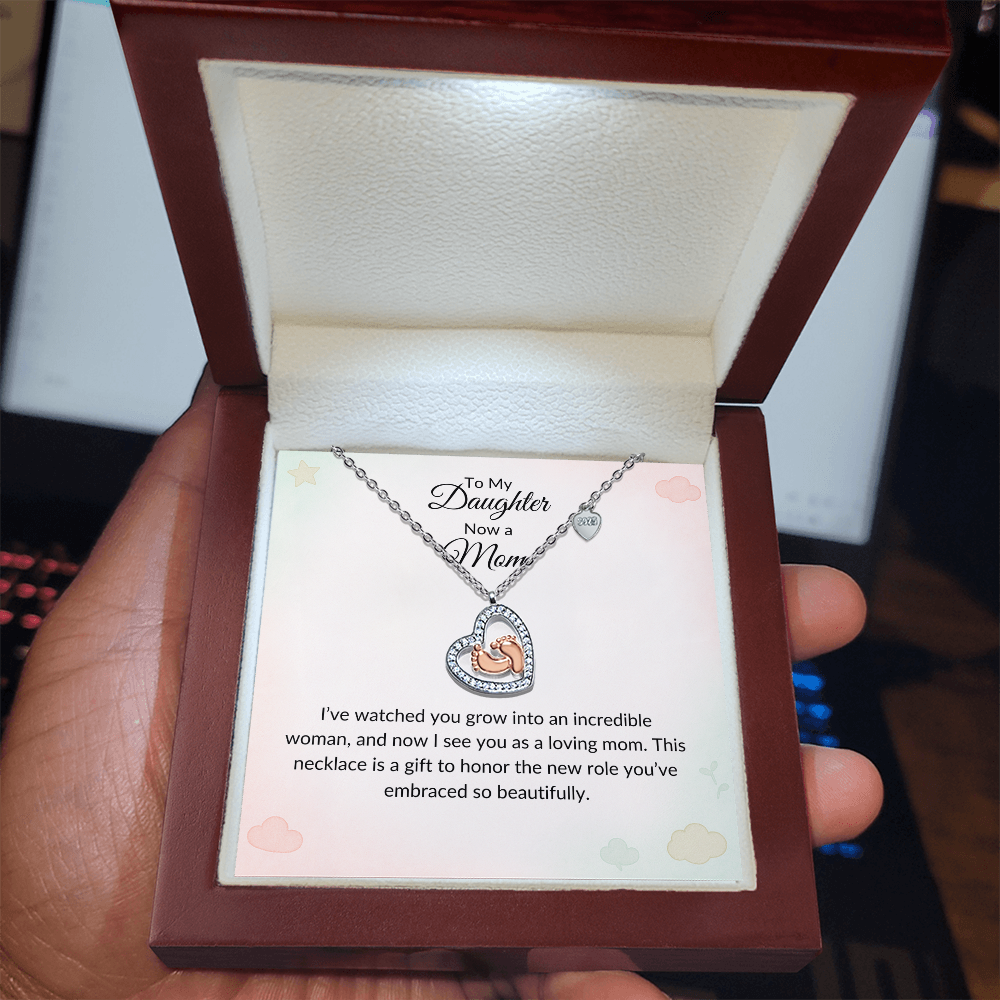 To My
Daughter
Now a
Mom
I've watched you grow into an incredible
woman, and now I see you as a loving mom. This
necklace is a gift to honor the new role you've
embraced so beautifully.